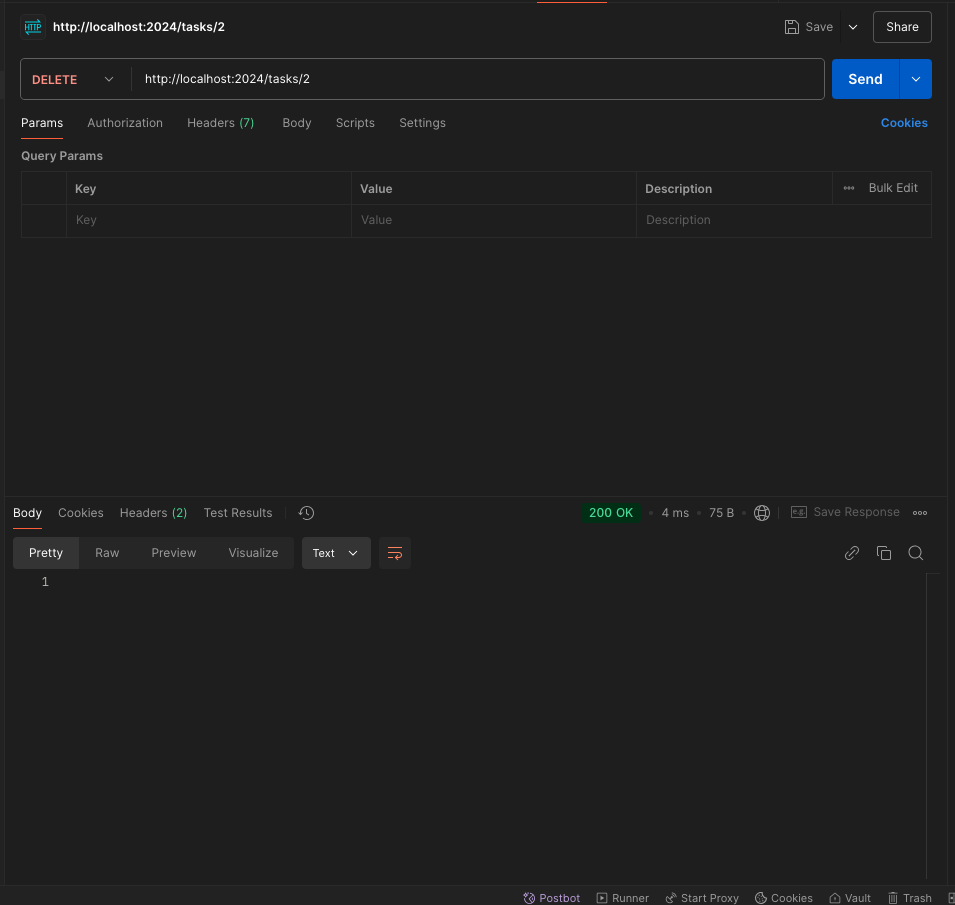 HTTP http://localhost:2024/tasks/2 Save Share
DELETE http://localhost:2024/tasks/2 Send
Params Authorization Headers (7) Body Scripts Settings Cookies
Query Params
Key Value Description ••• Bulk Edit
Key Value Description
Body Cookies Headers (2) Test Results 200 OK • 4 ms • 75 B • e.g. Save Response •••
Pretty Raw Preview Visualize Text
1
Postbot Runner Start Proxy Cookies Vault Trash